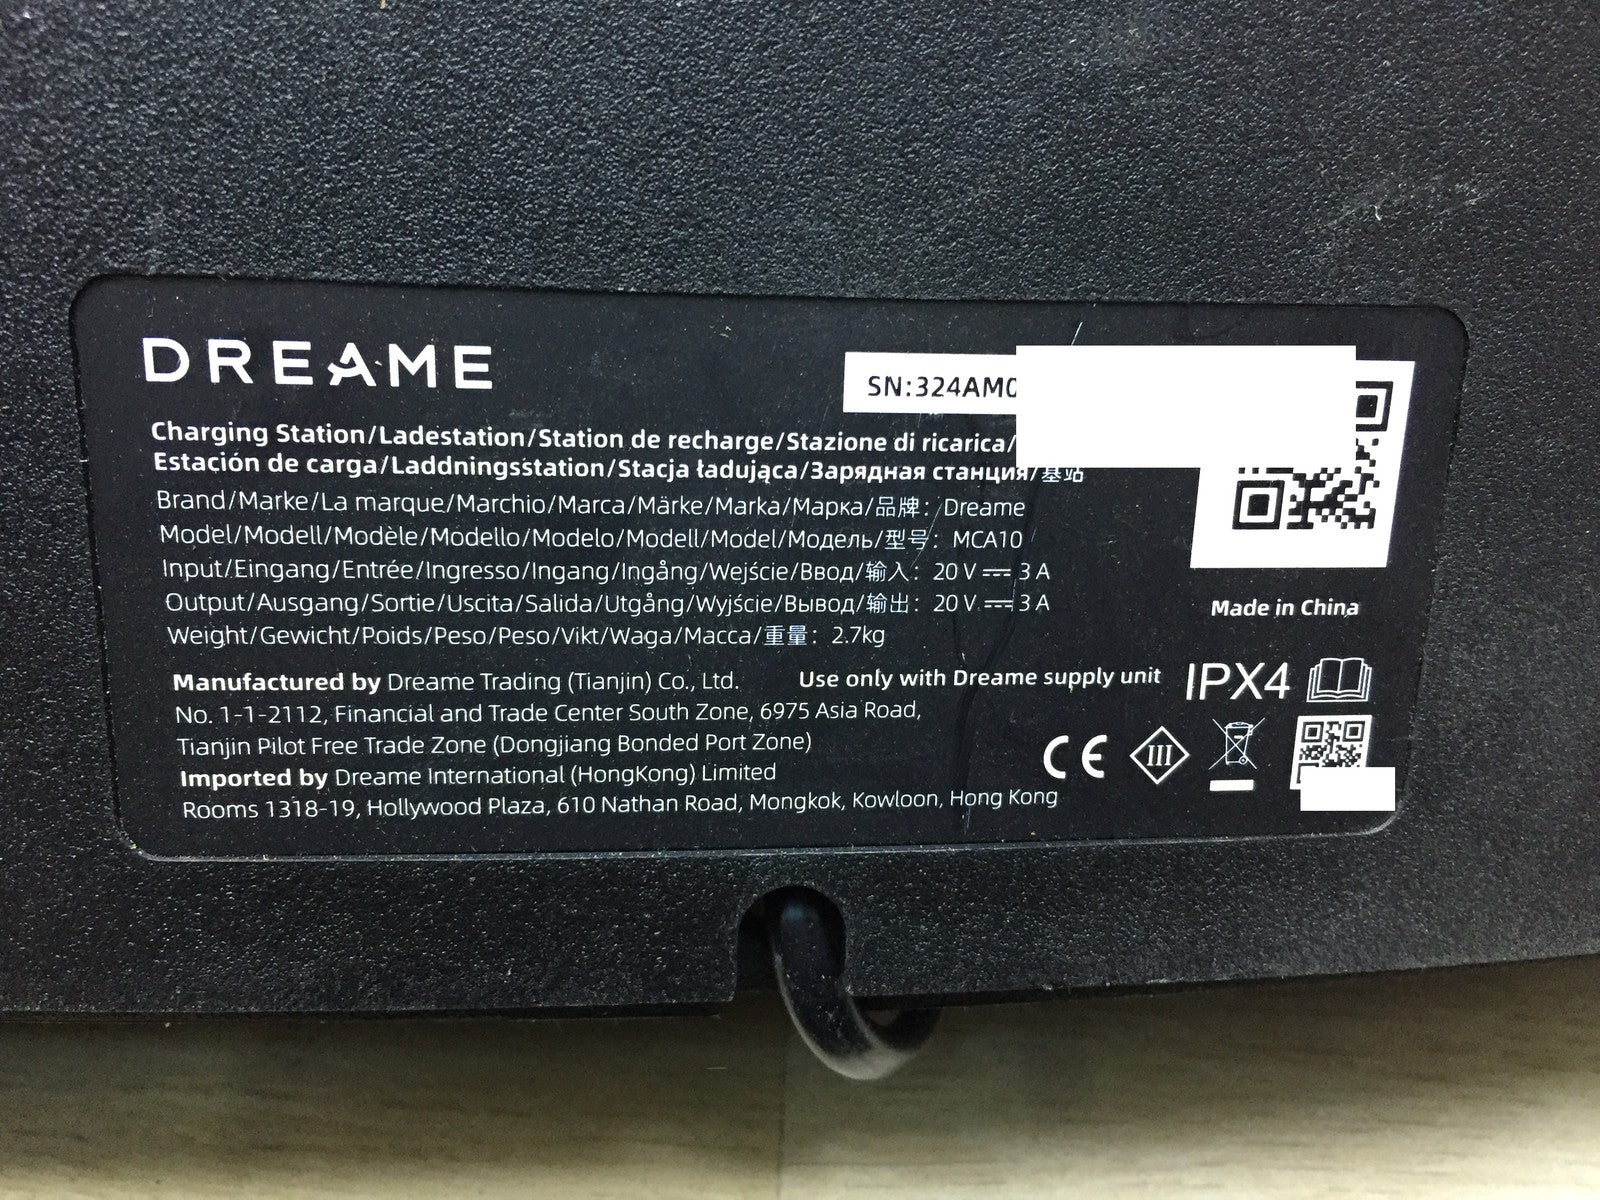 DREAME
SN:324AM0
Charging Station/Ladestation/Station de recharge/Stazione di ricarica/
Estación de carga/Laddningsstation/Stacja ładująca/Зарядная станция/基站
Brand/Marke/La marque/Marchio/Marca/Märke/Marka/Марка/品牌: Dreame
Model/Modell/Modèle/Modello/Modelo/Modell/Model/Модель/型号: MCA10
Input/Eingang/Entrée/Ingresso/Ingang/Ingång/Wejście/Ввод/输入: 20 V ⎓ 3 A
Output/Ausgang/Sortie/Uscita/Salida/Utgång/Wyjście/Вывод/输出: 20 V ⎓ 3 A
Weight/Gewicht/Poids/Peso/Peso/Vikt/Waga/Масса/重量: 2.7kg
Made in China
Manufactured by Dreame Trading (Tianjin) Co., Ltd.
No. 1-1-2112, Financial and Trade Center South Zone, 6975 Asia Road,
Tianjin Pilot Free Trade Zone (Dongjiang Bonded Port Zone)
Imported by Dreame International (HongKong) Limited
Rooms 1318-19, Hollywood Plaza, 610 Nathan Road, Mongkok, Kowloon, Hong Kong
Use only with Dreame supply unit
IPX4
CE
III